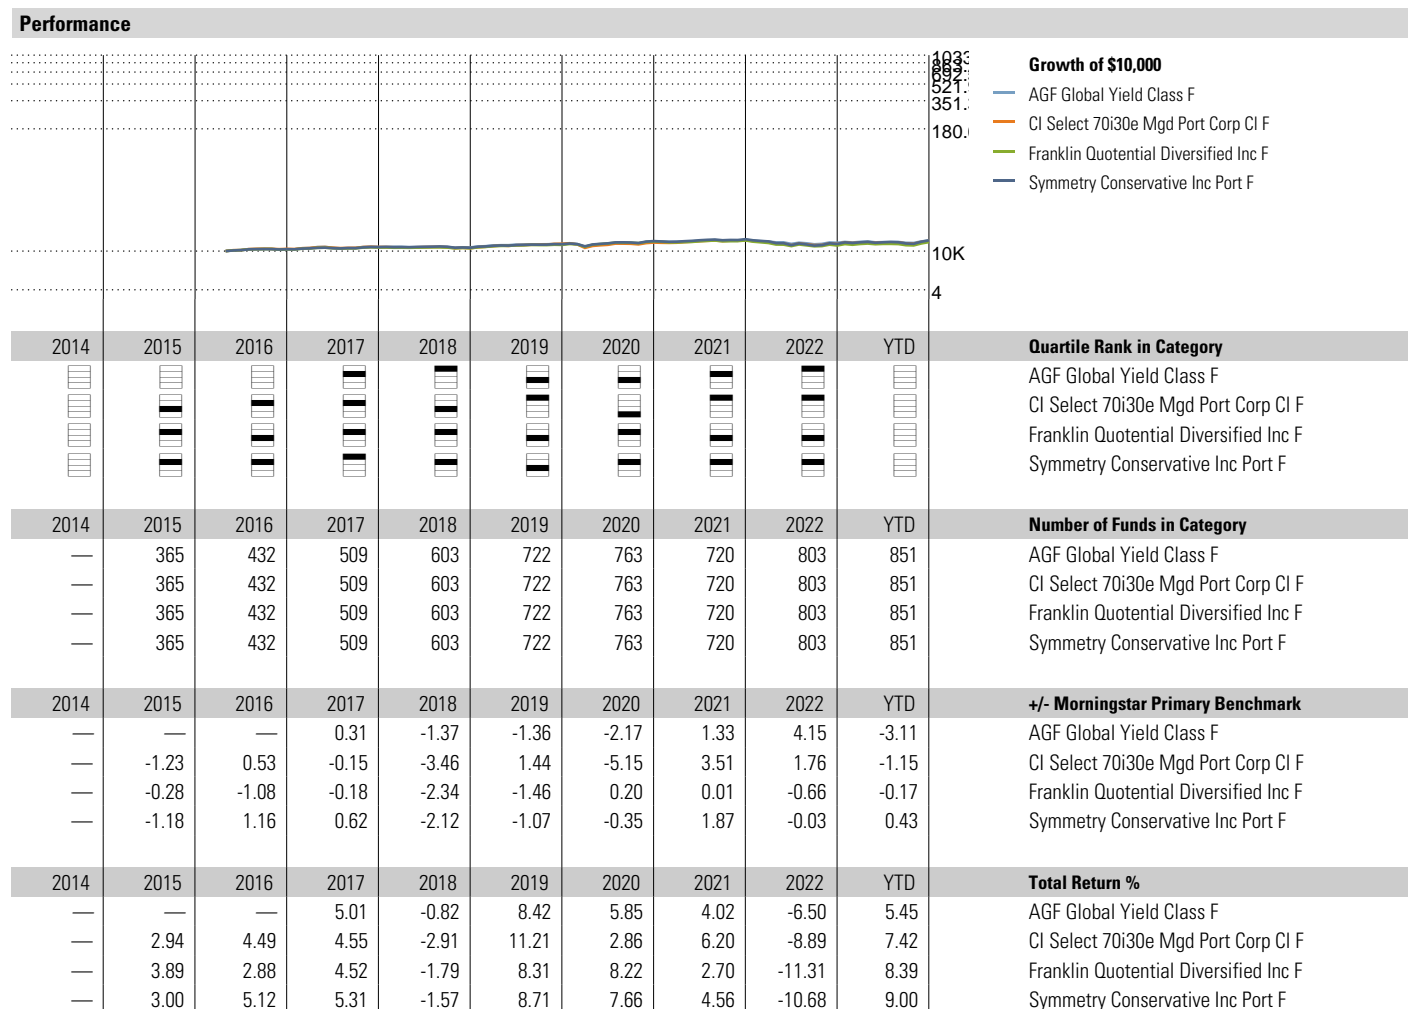 Performance
Growth of $10,000
AGF Global Yield Class F
CI Select 70i30e Mgd Port Corp Cl F
Franklin Quotential Diversified Inc F
Symmetry Conservative Inc Port F
521.
351.
180.
10K
4
2014 2015 2016 2017 2018 2019 2020 2021 2022 YTD Quartile Rank in Category
AGF Global Yield Class F
CI Select 70i30e Mgd Port Corp Cl F
Franklin Quotential Diversified Inc F
Symmetry Conservative Inc Port F
2014 2015 2016 2017 2018 2019 2020 2021 2022 YTD Number of Funds in Category
— 365 432 509 603 722 763 720 803 851 AGF Global Yield Class F
— 365 432 509 603 722 763 720 803 851 CI Select 70i30e Mgd Port Corp Cl F
— 365 432 509 603 722 763 720 803 851 Franklin Quotential Diversified Inc F
— 365 432 509 603 722 763 720 803 851 Symmetry Conservative Inc Port F
2014 2015 2016 2017 2018 2019 2020 2021 2022 YTD +/- Morningstar Primary Benchmark
— — — 0.31 -1.37 -1.36 -2.17 1.33 4.15 -3.11 AGF Global Yield Class F
— -1.23 0.53 -0.15 -3.46 1.44 -5.15 3.51 1.76 -1.15 CI Select 70i30e Mgd Port Corp Cl F
— -0.28 -1.08 -0.18 -2.34 -1.46 0.20 0.01 -0.66 -0.17 Franklin Quotential Diversified Inc F
— -1.18 1.16 0.62 -2.12 -1.07 -0.35 1.87 -0.03 0.43 Symmetry Conservative Inc Port F
2014 2015 2016 2017 2018 2019 2020 2021 2022 YTD Total Return %
— — — 5.01 -0.82 8.42 5.85 4.02 -6.50 5.45 AGF Global Yield Class F
— 2.94 4.49 4.55 -2.91 11.21 2.86 6.20 -8.89 7.42 CI Select 70i30e Mgd Port Corp Cl F
— 3.89 2.88 4.52 -1.79 8.31 8.22 2.70 -11.31 8.39 Franklin Quotential Diversified Inc F
— 3.00 5.12 5.31 -1.57 8.71 7.66 4.56 -10.68 9.00 Symmetry Conservative Inc Port F